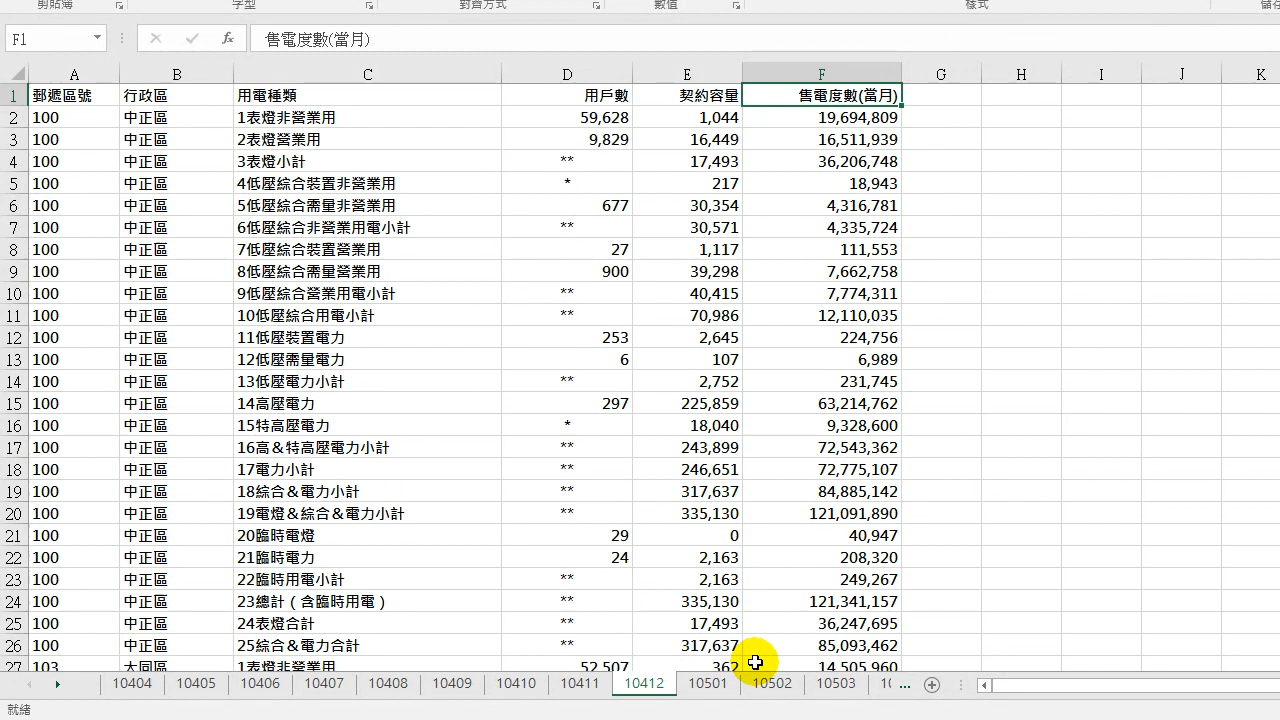 剪貼簿 字型 對齊方式 數值 樣式
F1 fx 售電度數(當月)
A B C D E F G H I J K
1 郵遞區號 行政區 用電種類 用戶數 契約容量 售電度數(當月)
2 100 中正區 1表燈非營業用 59,628 1,044 19,694,809
3 100 中正區 2表燈營業用 9,829 16,449 16,511,939
4 100 中正區 3表燈小計 ** 17,493 36,206,748
5 100 中正區 4低壓綜合裝置非營業用 * 217 18,943
6 100 中正區 5低壓綜合需量非營業用 677 30,354 4,316,781
7 100 中正區 6低壓綜合非營業用電小計 ** 30,571 4,335,724
8 100 中正區 7低壓綜合裝置營業用 27 1,117 111,553
9 100 中正區 8低壓綜合需量營業用 900 39,298 7,662,758
10 100 中正區 9低壓綜合營業用電小計 ** 40,415 7,774,311
11 100 中正區 10低壓綜合用電小計 ** 70,986 12,110,035
12 100 中正區 11低壓裝置電力 253 2,645 224,756
13 100 中正區 12低壓需量電力 6 107 6,989
14 100 中正區 13低壓電力小計 ** 2,752 231,745
15 100 中正區 14高壓電力 297 225,859 63,214,762
16 100 中正區 15特高壓電力 * 18,040 9,328,600
17 100 中正區 16高＆特高壓電力小計 ** 243,899 72,543,362
18 100 中正區 17電力小計 ** 246,651 72,775,107
19 100 中正區 18綜合＆電力小計 ** 317,637 84,885,142
20 100 中正區 19電燈＆綜合＆電力小計 ** 335,130 121,091,890
21 100 中正區 20臨時電燈 29 0 40,947
22 100 中正區 21臨時電力 24 2,163 208,320
23 100 中正區 22臨時用電小計 ** 2,163 249,267
24 100 中正區 23總計（含臨時用電） ** 335,130 121,341,157
25 100 中正區 24表燈合計 ** 17,493 36,247,695
26 100 中正區 25綜合＆電力合計 ** 317,637 85,093,462
27 103 大同區 1表燈非營業用 52,507 362 14,505,960
10404 10405 10406 10407 10408 10409 10410 10411 10412 10501 10502 10503 ...
就緒